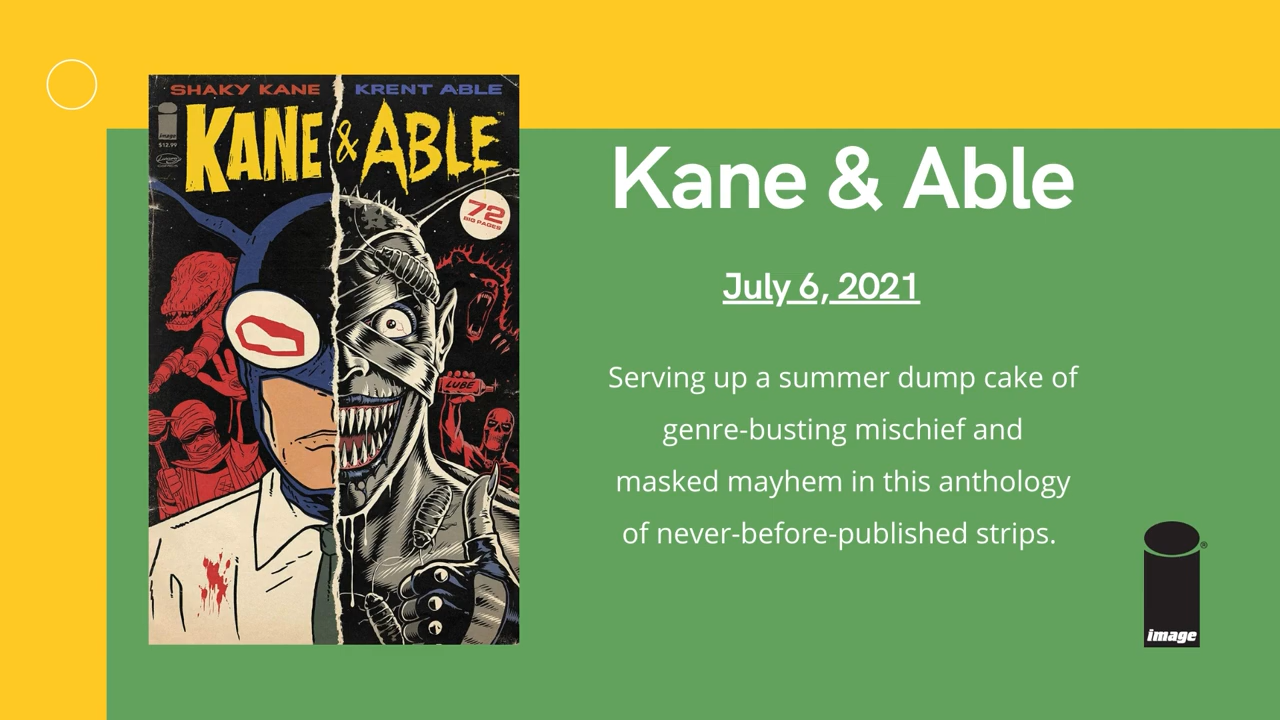 SHAKY KANE
KRENT ABLE
KANE & ABLE
TM
image
$12.99
72
BIG PAGES
LUBE
Kane & Able
July 6, 2021
Serving up a summer dump cake of
genre-busting mischief and
masked mayhem in this anthology
of never-before-published strips.
image
®